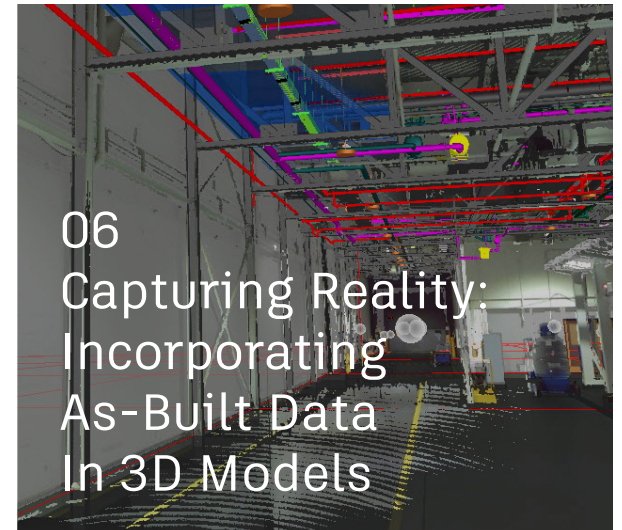 06
Capturing Reality:
Incorporating
As-Built Data
In 3D Models